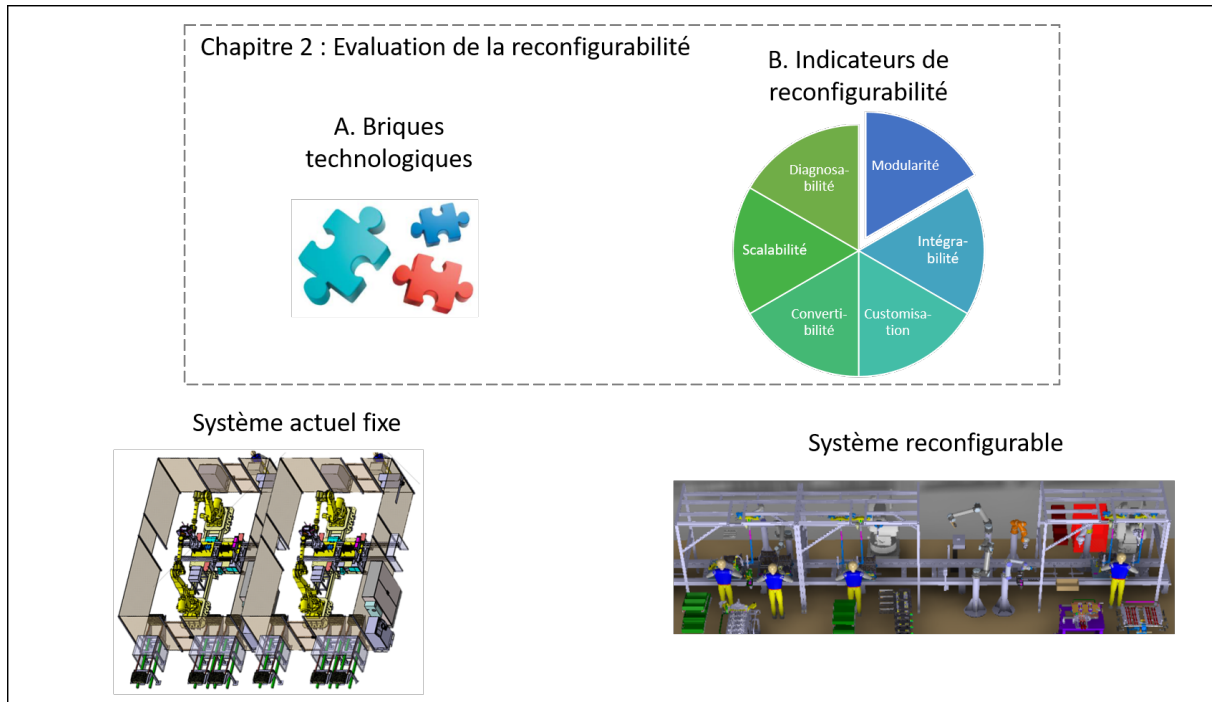 Chapitre 2 : Evaluation de la reconfigurabilité
A. Briques
technologiques
B. Indicateurs de
reconfigurabilité
Diagnosa-
bilité
Modularité
Scalabilité
Intégra-
bilité
Converti-
bilité
Customisa-
tion
Système actuel fixe
Système reconfigurable